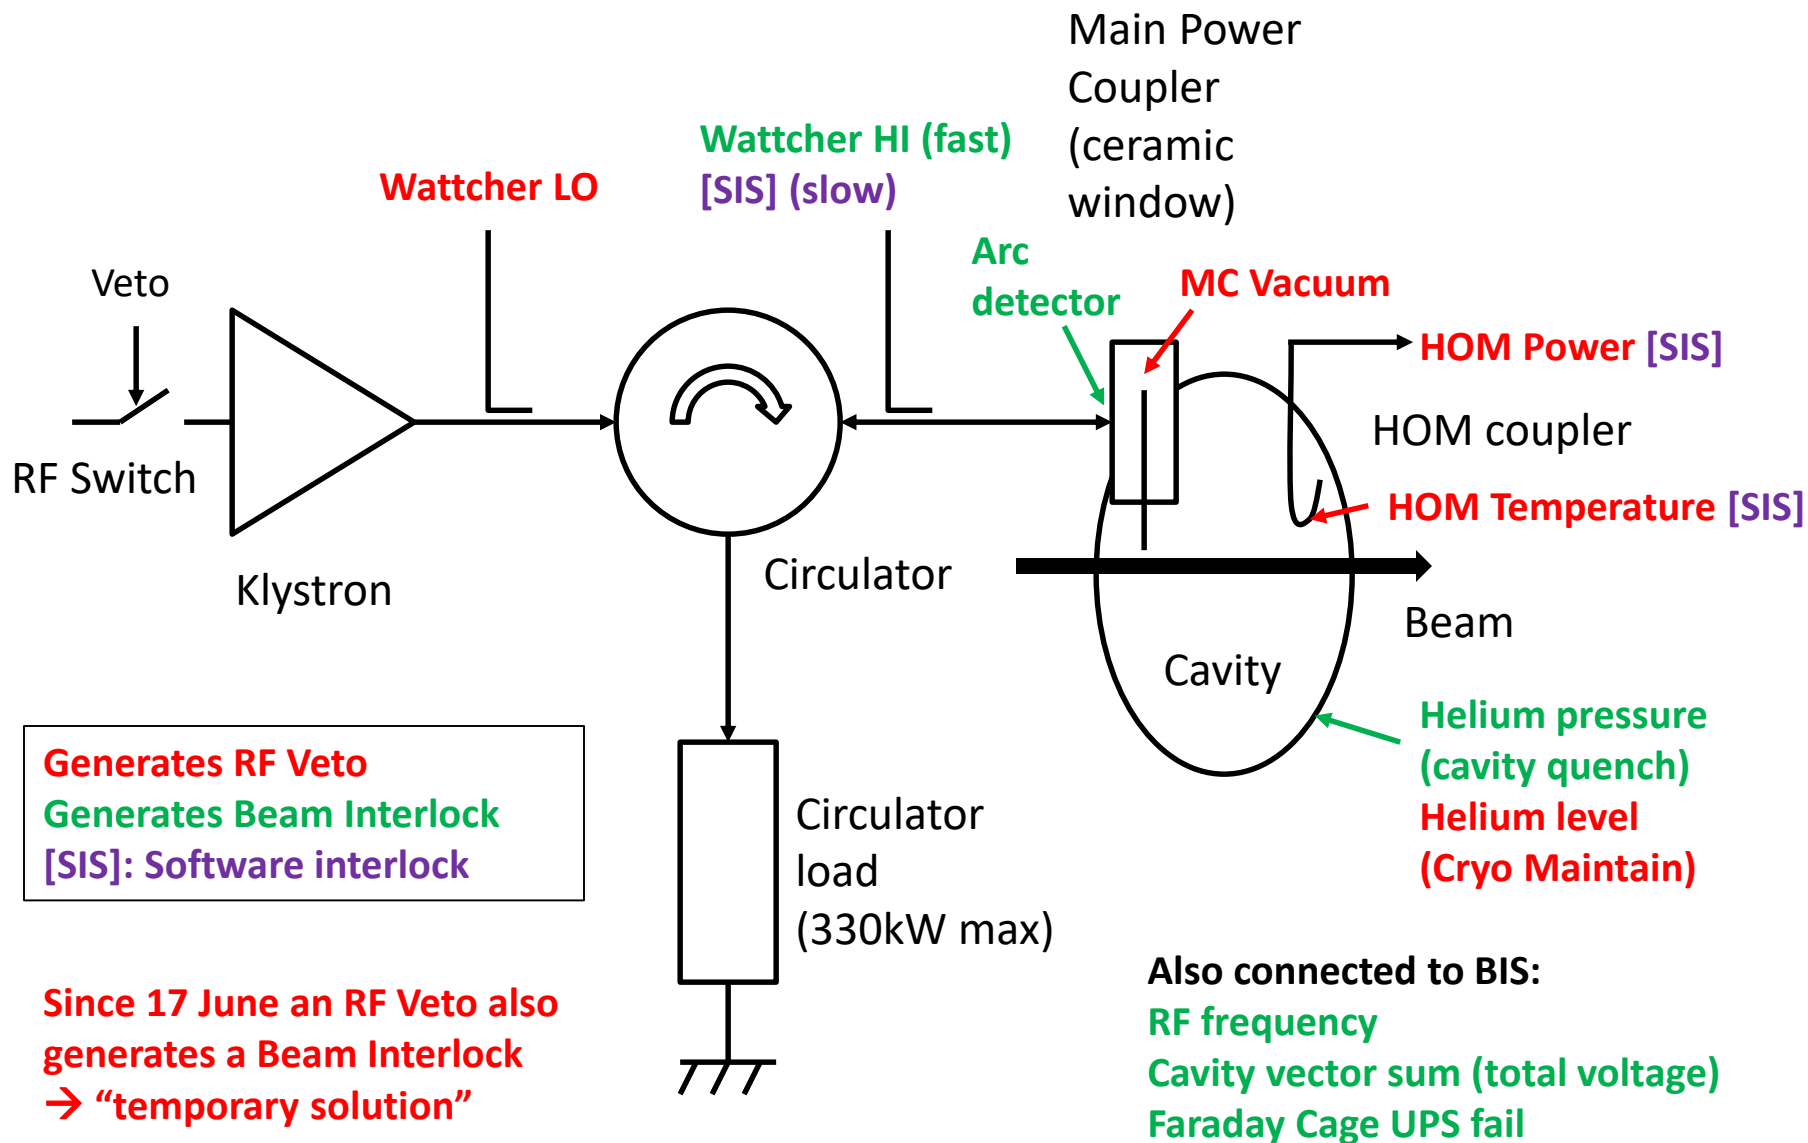 Main Power
Coupler
(ceramic
window)
Wattcher HI (fast)
[SIS] (slow)
Wattcher LO
Arc
detector
MC Vacuum
Veto
HOM Power [SIS]
HOM coupler
RF Switch
HOM Temperature [SIS]
Klystron
Circulator
Beam
Cavity
Helium pressure
(cavity quench)
Helium level
(Cryo Maintain)
Generates RF Veto
Generates Beam Interlock
[SIS]: Software interlock
Circulator
load
(330kW max)
Since 17 June an RF Veto also
generates a Beam Interlock
→ “temporary solution”
Also connected to BIS:
RF frequency
Cavity vector sum (total voltage)
Faraday Cage UPS fail